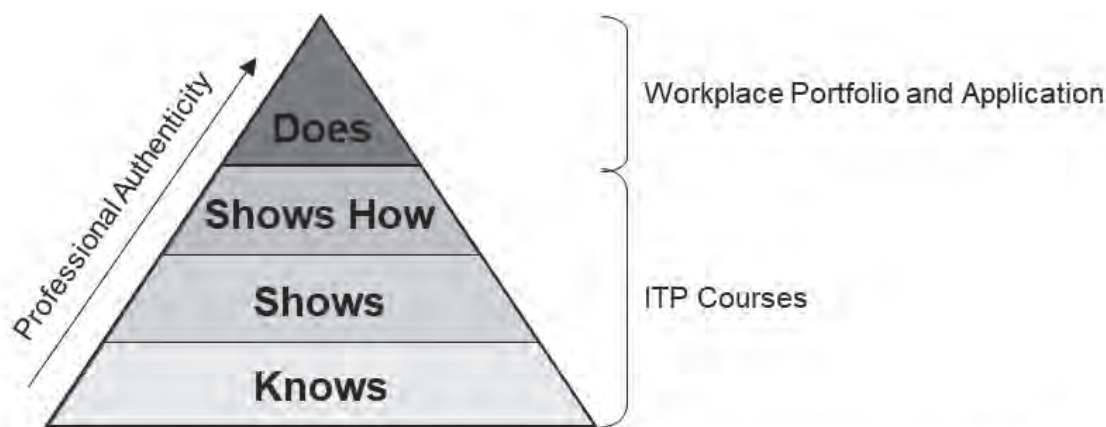 Professional Authenticity
Does
Shows How
Shows
Knows
Workplace Portfolio and Application
ITP Courses